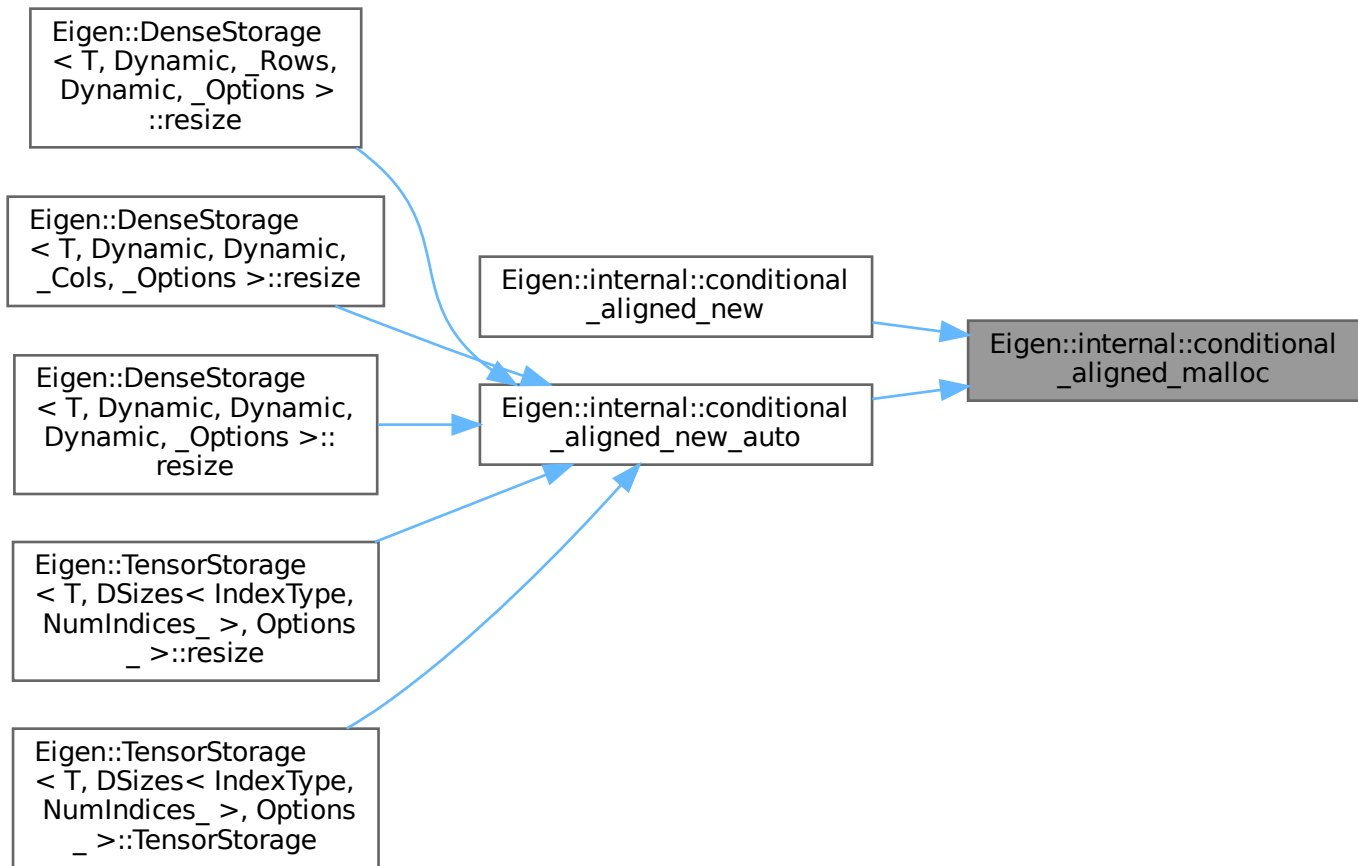 Eigen::DenseStorage
< T, Dynamic, _Rows,
Dynamic, _Options >
::resize
Eigen::DenseStorage
< T, Dynamic, Dynamic,
_Cols, _Options >::resize
Eigen::DenseStorage
< T, Dynamic, Dynamic,
Dynamic, _Options >::
resize
Eigen::TensorStorage
< T, DSizes< IndexType,
NumIndices_ >, Options
_ >::resize
Eigen::TensorStorage
< T, DSizes< IndexType,
NumIndices_ >, Options
_ >::TensorStorage
Eigen::internal::conditional
_aligned_new
Eigen::internal::conditional
_aligned_new_auto
Eigen::internal::conditional
_aligned_malloc